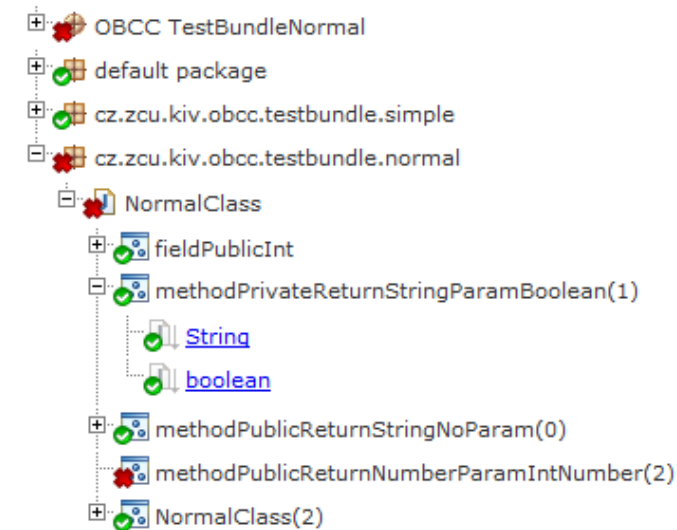 OBCC TestBundleNormal
default package
cz.zcu.kiv.obcc.testbundle.simple
cz.zcu.kiv.obcc.testbundle.normal
NormalClass
fieldPublicInt
methodPrivateReturnStringParamBoolean(1)
String
boolean
methodPublicReturnStringNoParam(0)
methodPublicReturnNumberParamIntNumber(2)
NormalClass(2)